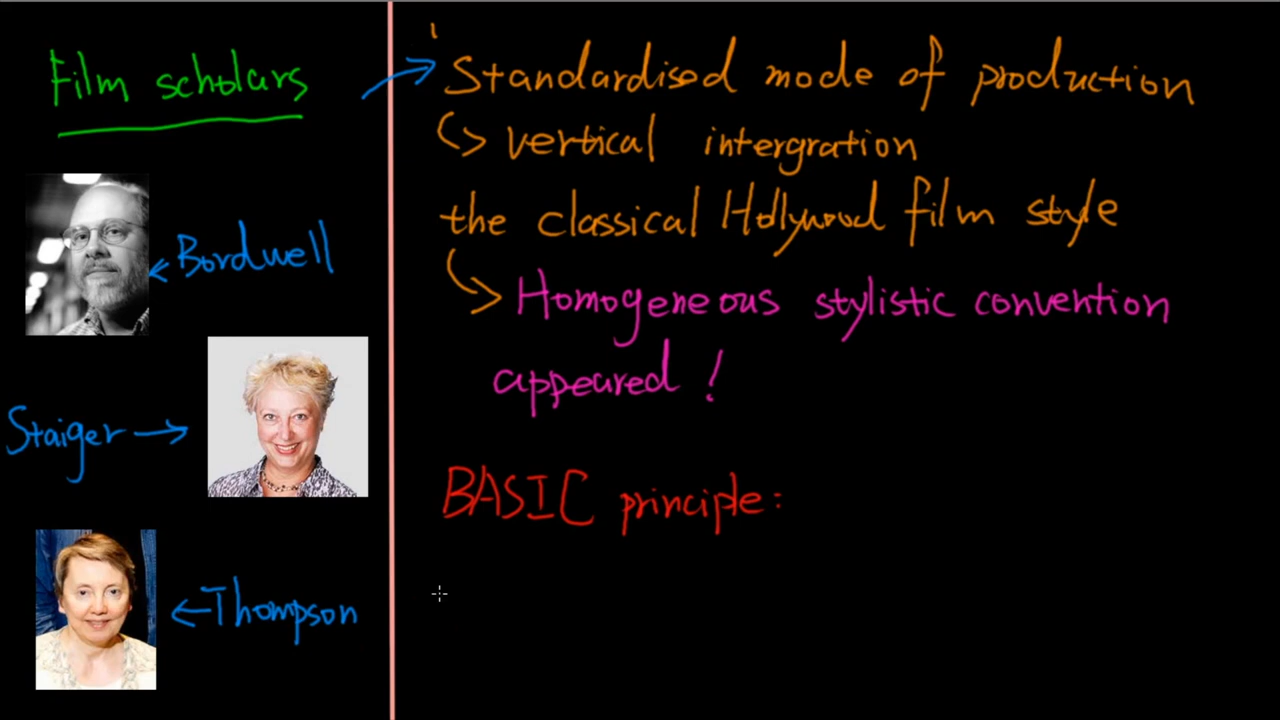 Film scholars
Bordwell
Staiger
Thompson
Standardised mode of production
vertical intergration
the classical Hollywood film style
Homogeneous stylistic convention
appeared!
BASIC principle: